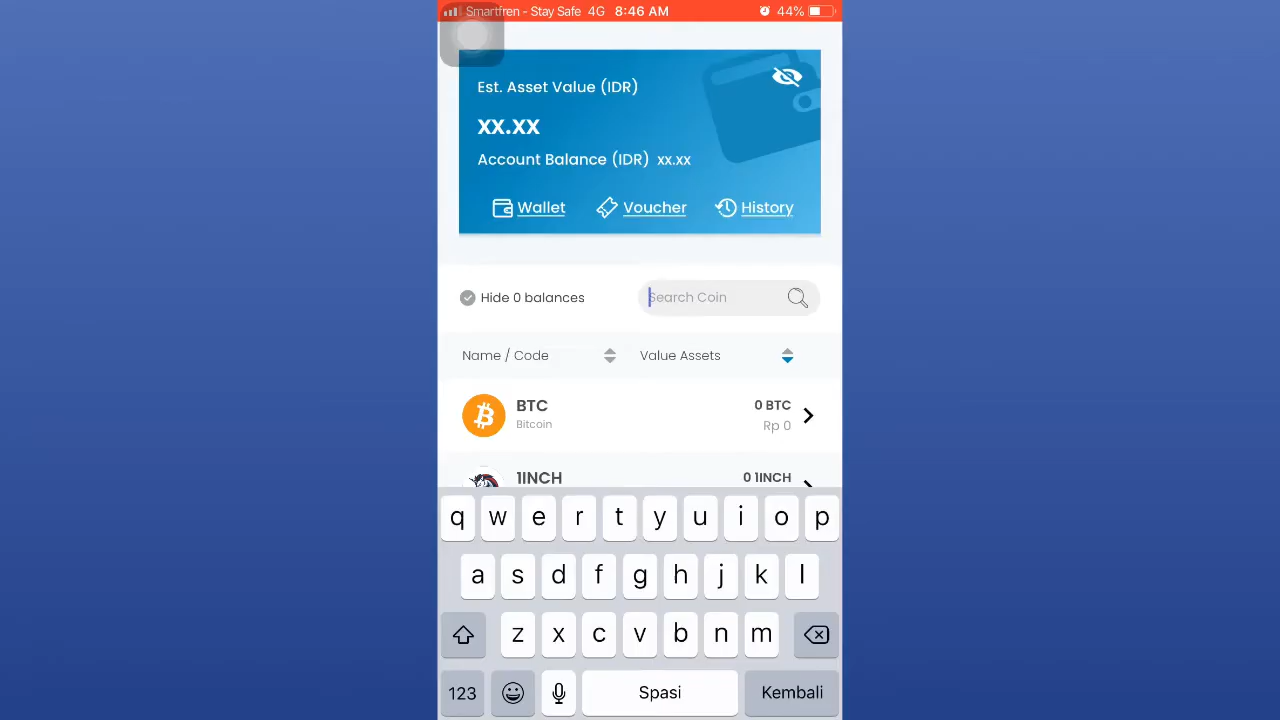 Smartfren - Stay Safe 4G 8:46 AM 44%
Est. Asset Value (IDR)
xx.xx
Account Balance (IDR) xx.xx
Wallet Voucher History
Hide 0 balances Search Coin
Name / Code Value Assets
BTC 0 BTC
Bitcoin Rp 0
1INCH 0 1INCH
q w e r t y u i o p
a s d f g h j k l
z x c v b n m
123 Spasi Kembali